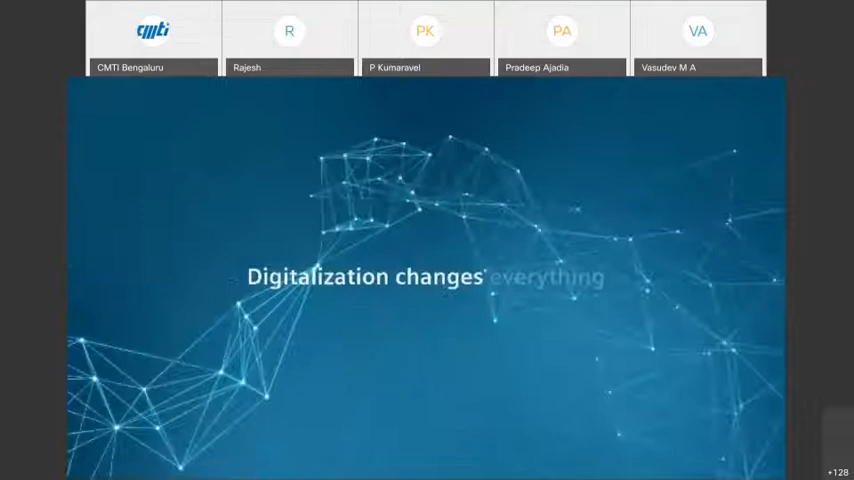 cmti
R
PK
PA
VA
CMTI Bengaluru
Rajesh
P Kumaravel
Pradeep Ajadia
Vasudev M A
Digitalization changes everything
+128